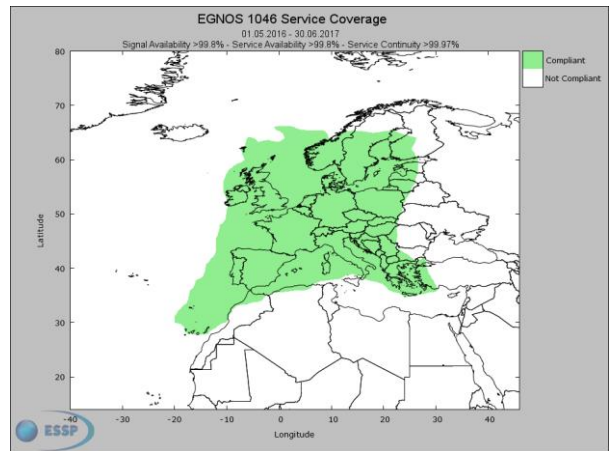 EGNOS 1046 Service Coverage
01.05.2016 - 30.06.2017
Signal Availability >99.8% - Service Availability >99.8% - Service Continuity >99.97%
Compliant
Not Compliant
80
70
60
50
40
30
20
Latitude
-40 -30 -20 -10 0 10 20 30 40
Longitude
ESSP